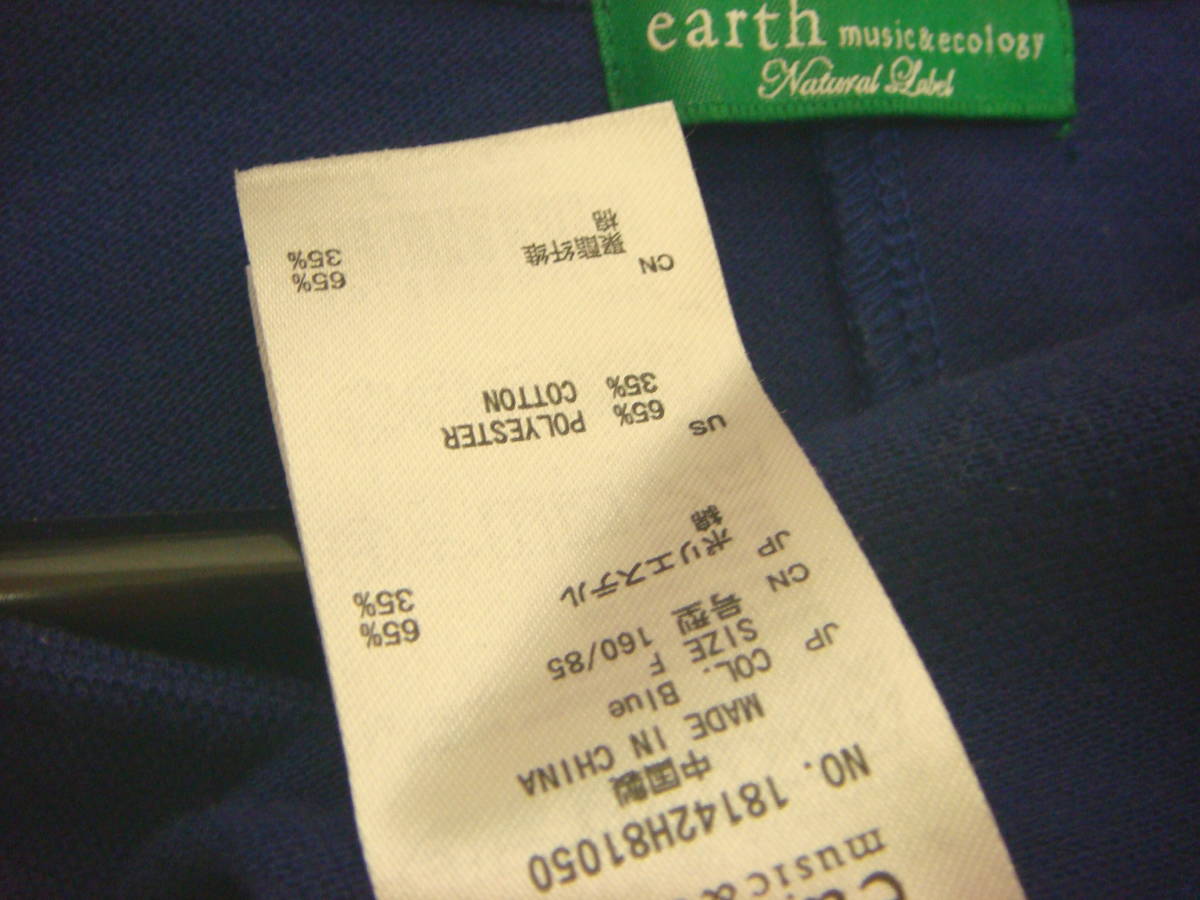 earth music&ecology
Natural Label
music&
NO. 18142H81050
中国製
MADE IN CHINA
JP COL. Blue
SIZE F
CN 号型 160/85
JP ポリエステル 65%
綿 35%
US 65% POLYESTER
35% COTTON
CN 聚酯纤维 65%
棉 35%